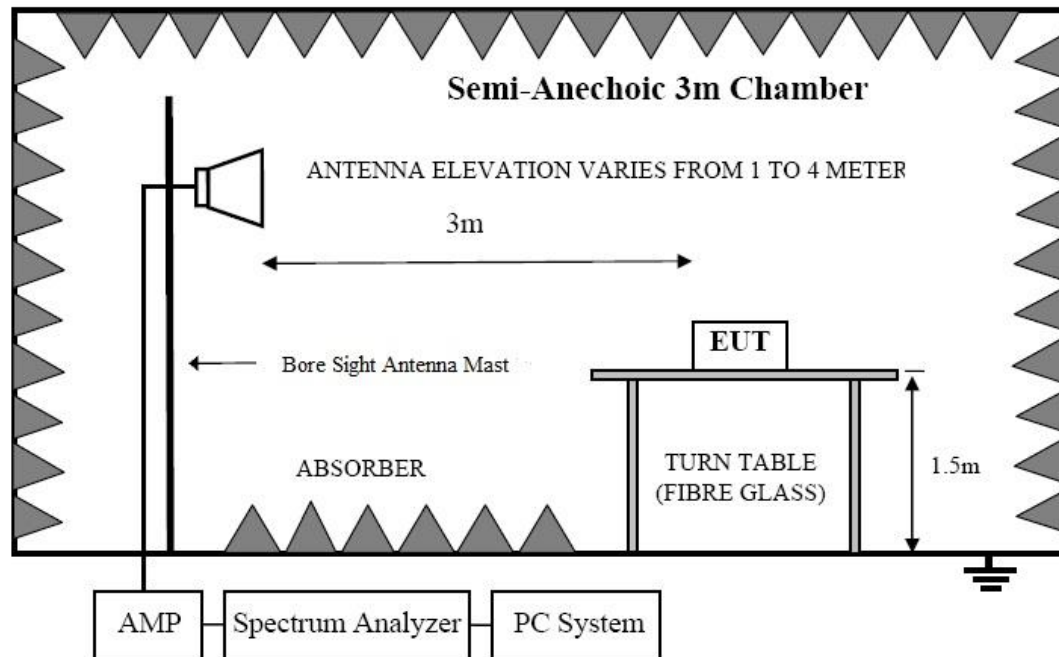 Semi-Anechoic 3m Chamber
ANTENNA ELEVATION VARIES FROM 1 TO 4 METER
3m
EUT
Bore Sight Antenna Mast
ABSORBER
TURN TABLE
(FIBRE GLASS)
1.5m
AMP
Spectrum Analyzer
PC System